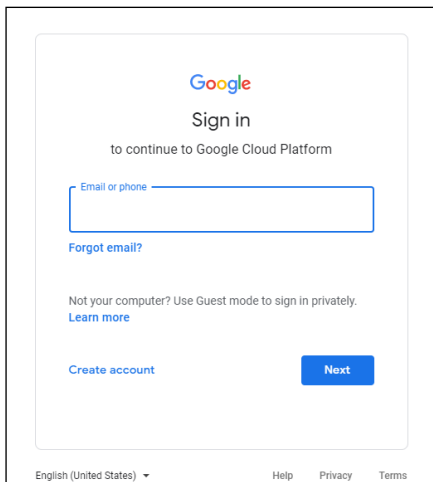 Google
Sign in
to continue to Google Cloud Platform
Email or phone
Forgot email?
Not your computer? Use Guest mode to sign in privately.
Learn more
Create account
Next
English (United States)
Help Privacy Terms